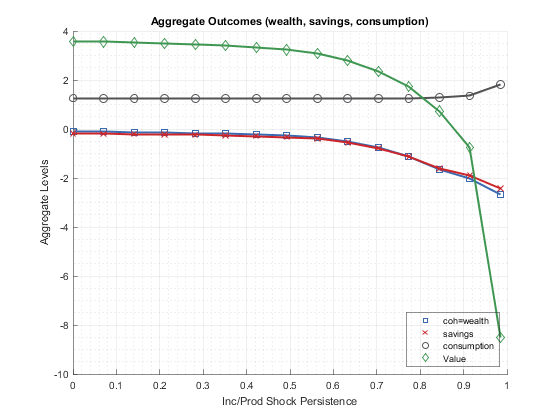 Aggregate Outcomes (wealth, savings, consumption)
4
2
0
-2
-4
-6
-8
-10
Aggregate Levels
0
0.1
0.2
0.3
0.4
0.5
0.6
0.7
0.8
0.9
1
Inc/Prod Shock Persistence
coh=wealth
savings
consumption
Value